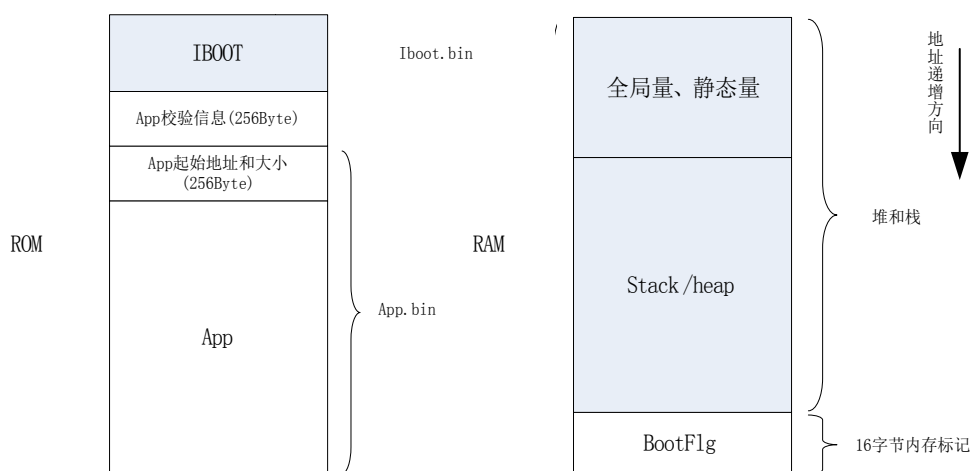 IBOOT
Iboot.bin
App校验信息(256Byte)
App起始地址和大小
(256Byte)
ROM
App
App.bin
全局量、静态量
地址递增方向
堆和栈
RAM
Stack/heap
BootFlg
16字节内存标记